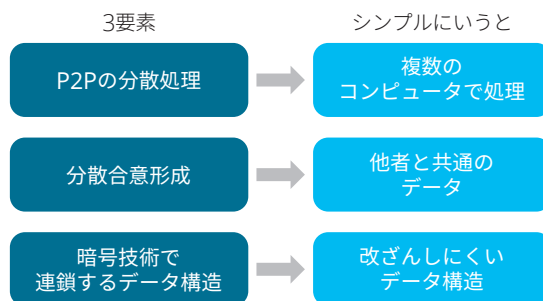 3要素
シンプルにいうと
P2Pの分散処理
複数の
コンピュータで処理
分散合意形成
他者と共通の
データ
暗号技術で
連鎖するデータ構造
改ざんしにくい
データ構造